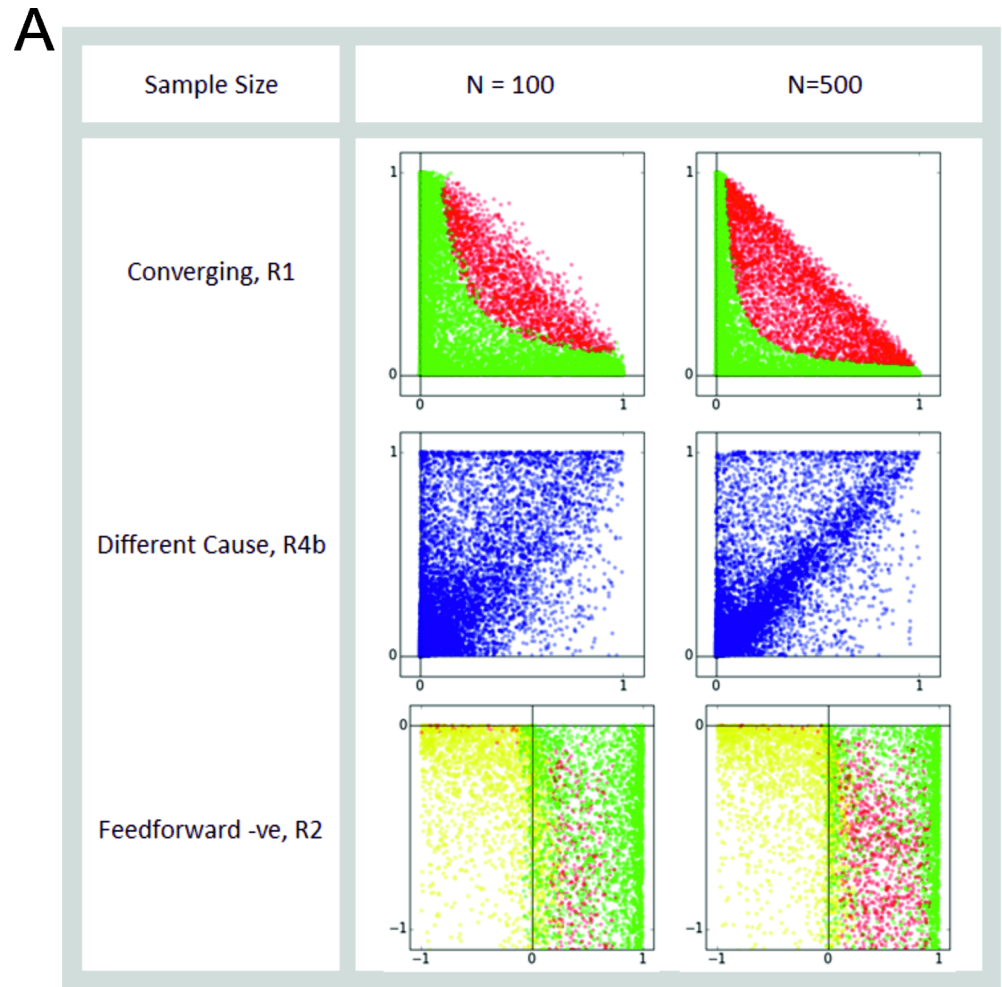 A
Sample Size N = 100 N=500
Converging, R1
1 1
0 0
0 1 0 1
Different Cause, R4b
1 1
0 0
0 1 0 1
Feedforward -ve, R2
0 0
−1 −1
−1 0 1 −1 0 1